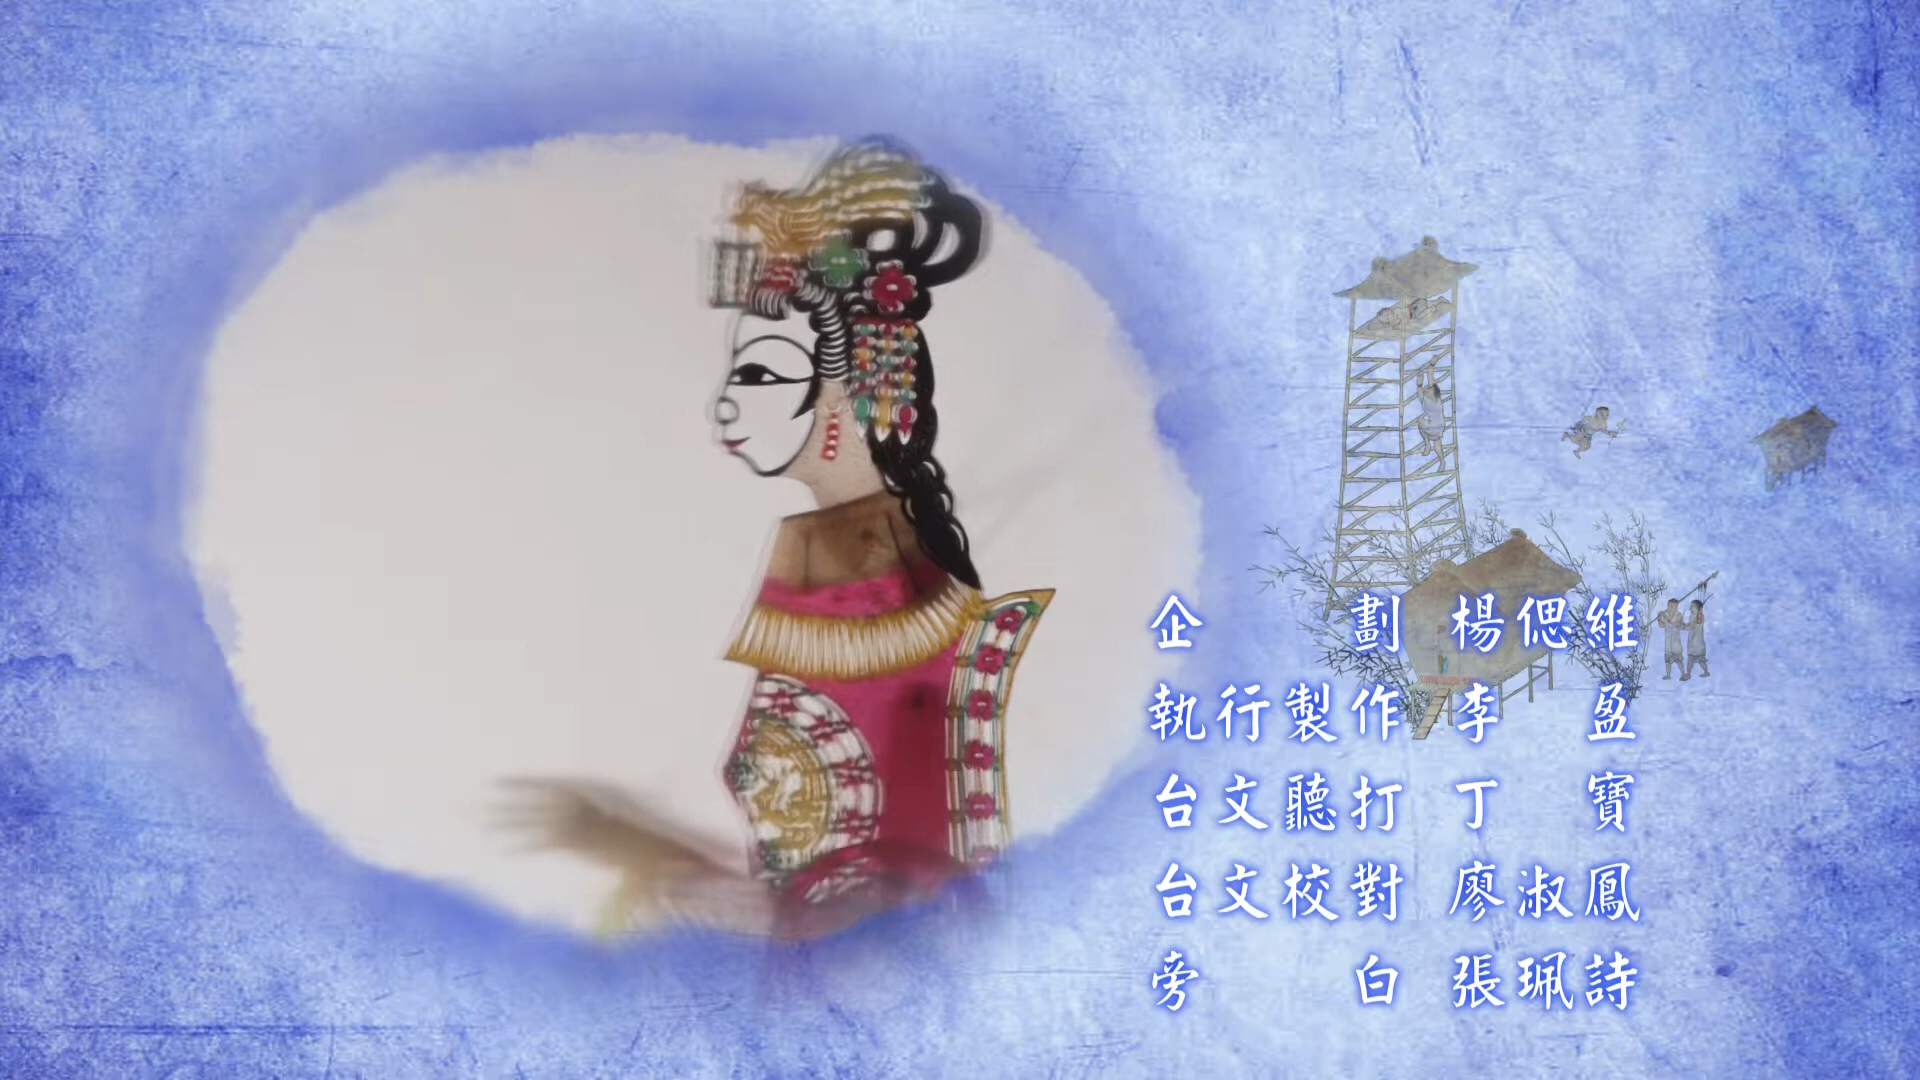 企劃 楊偲維
執行製作 李盈
台文聽打 丁寶
台文校對 廖淑鳳
旁白 張珮詩